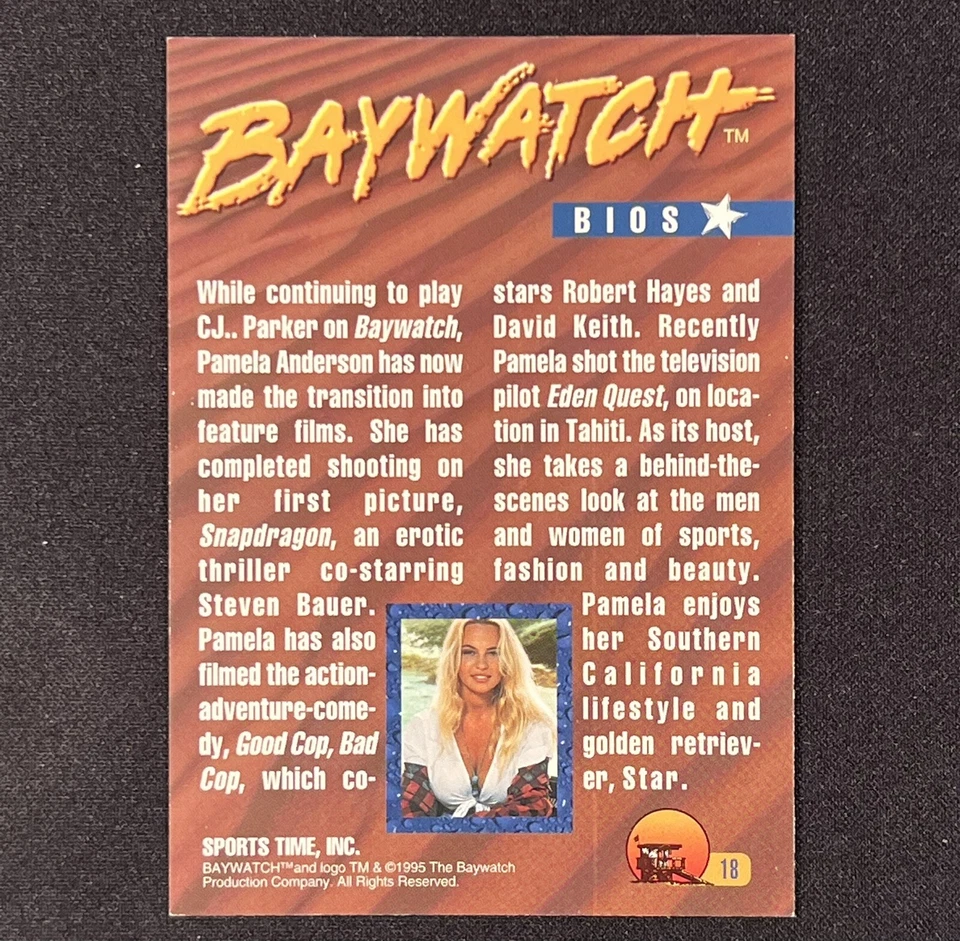 BAYWATCH™
BIOS
While continuing to play
CJ.. Parker on Baywatch,
Pamela Anderson has now
made the transition into
feature films. She has
completed shooting on
her first picture,
Snapdragon, an erotic
thriller co-starring
Steven Bauer.
Pamela has also
filmed the action-
adventure-come-
dy, Good Cop, Bad
Cop, which co-
stars Robert Hayes and
David Keith. Recently
Pamela shot the television
pilot Eden Quest, on loca-
tion in Tahiti. As its host,
she takes a behind-the-
scenes look at the men
and women of sports,
fashion and beauty.
Pamela enjoys
her Southern
California
lifestyle and
golden retriev-
er, Star.
SPORTS TIME, INC.
BAYWATCH™and logo TM & ©1995 The Baywatch
Production Company. All Rights Reserved.
18